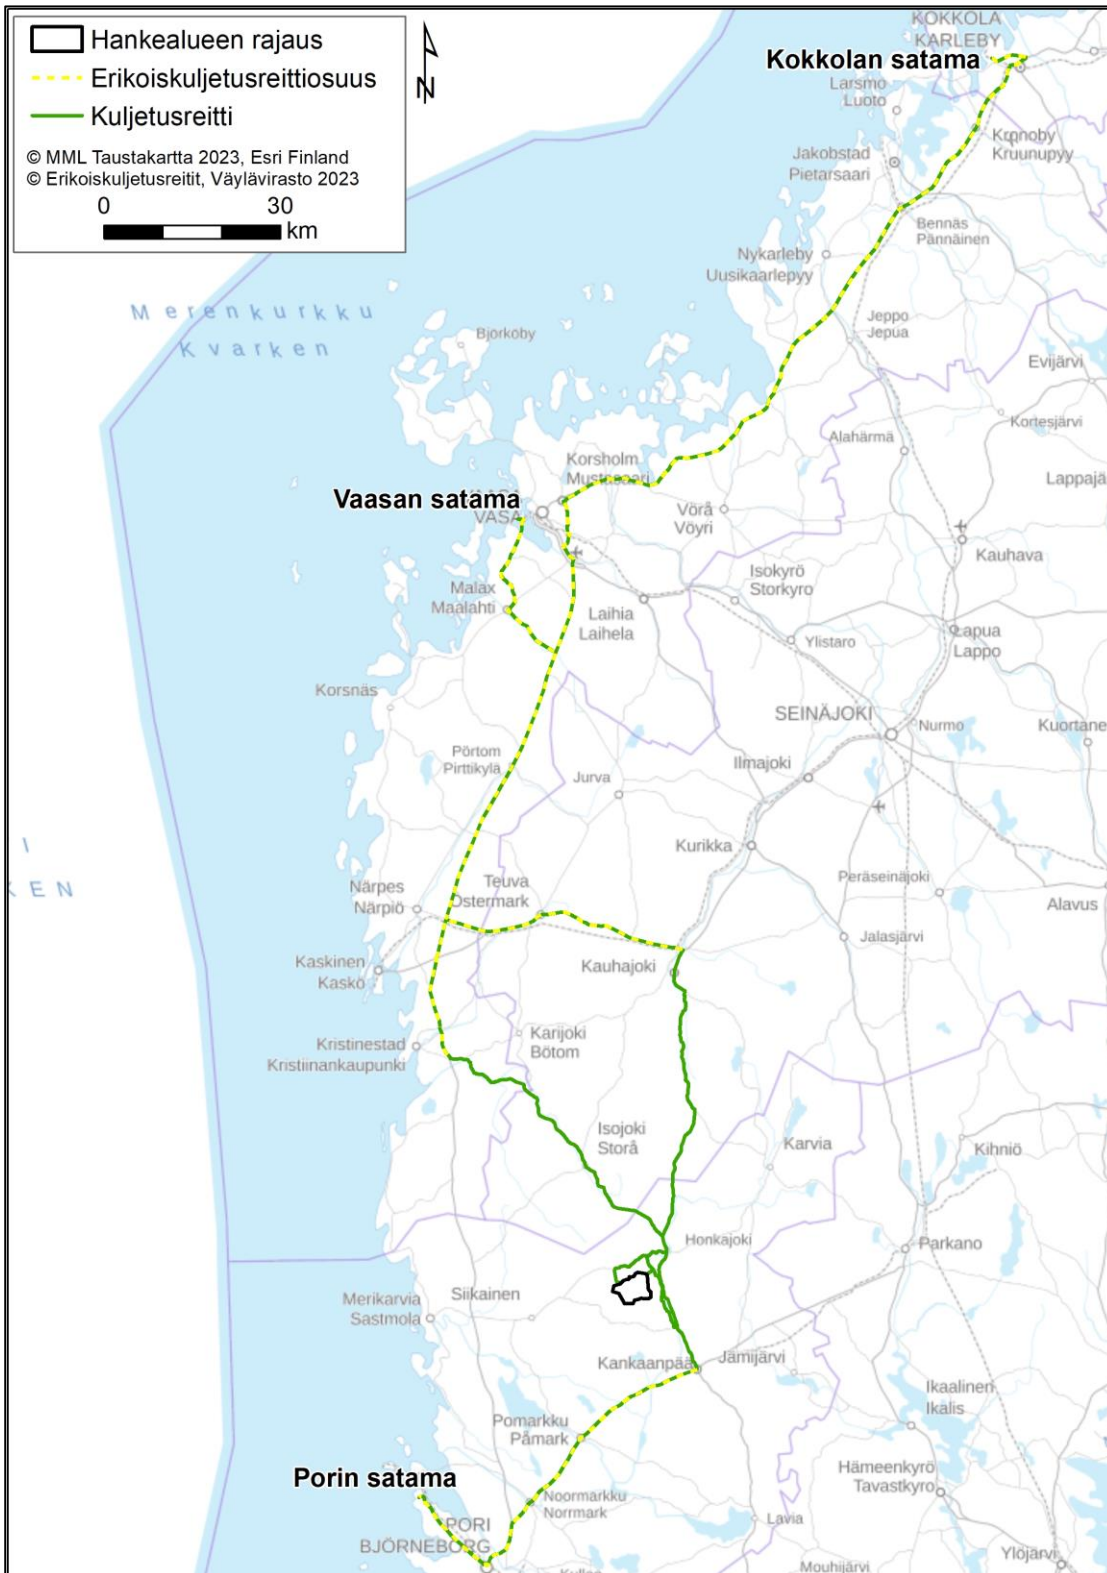 Hankealueen rajaus
Erikoiskuljetusreittiosuus
Kuljetusreitti
© MML Taustakartta 2023, Esri Finland
© Erikoiskuljetusreitit, Väylävirasto 2023
0 30
km
N
KOKKOLA
KARLEBY
Kokkolan satama
Larsmo
Luoto
Kronoby
Kruunupyy
Jakobstad
Pietarsaari
Bennäs
Pännäinen
Nykarleby
Uusikaarlepyy
Merenkurkku
Kvarken
Jeppo
Jepua
Björköby
Evijärvi
Kortesjärvi
Alahärmä
Korsholm
Mustasaari
Lappajä
Vaasan satama
VASA
Vörå
Vöyri
Kauhava
Isokyrö
Storkyro
Malax
Maalahti
Laihia
Laihela
Ylistaro
Lapua
Lappo
Korsnäs
SEINÄJOKI
Nurmo
Kuortane
Pörtom
Pirttikylä
Ilmajoki
Jurva
Kurikka
I
KEN
Närpes
Närpiö
Teuva
Östermark
Peräseinäjoki
Alavus
Jalasjärvi
Kaskinen
Kaskö
Kauhajoki
Kristinestad
Kristiinankaupunki
Karijoki
Bötom
Isojoki
Storå
Karvia
Kihniö
Honkajoki
Parkano
Merikarvia
Sastmola
Siikainen
Kankaanpää
Jämijärvi
Ikaalinen
Ikalis
Pomarkku
Påmark
Hämeenkyrö
Tavastkyro
Porin satama
Noormarkku
Norrmark
PORI
BJÖRNEBORG
Lavia
Ylöjärvi
Mouhijärvi